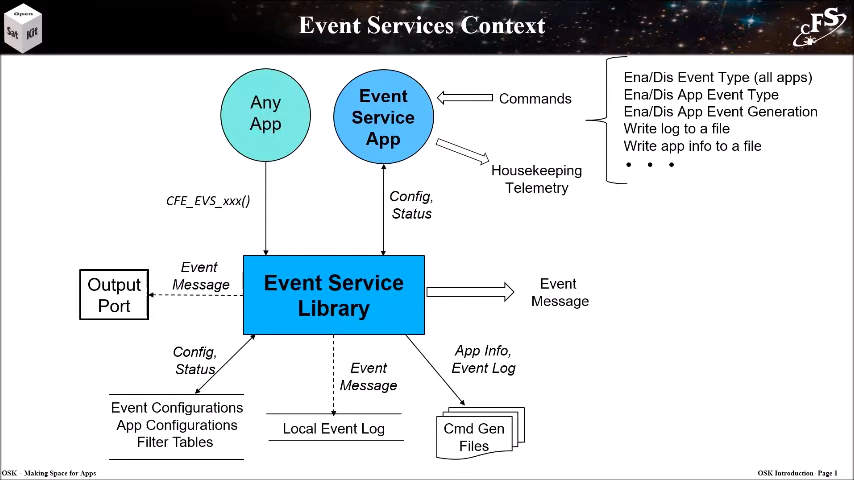 Open
Sat Kit
Event Services Context
cFS
Any
App
Event
Service
App
Commands
Housekeeping
Telemetry
Ena/Dis Event Type (all apps)
Ena/Dis App Event Type
Ena/Dis App Event Generation
Write log to a file
Write app info to a file
• • •
CFE_EVS_xxx()
Config,
Status
Output
Port
Event
Message
Event Service
Library
Event
Message
Config,
Status
Event
Message
App Info,
Event Log
Event Configurations
App Configurations
Filter Tables
Local Event Log
Cmd Gen
Files
OSK – Making Space for Apps
OSK Introduction- Page 1